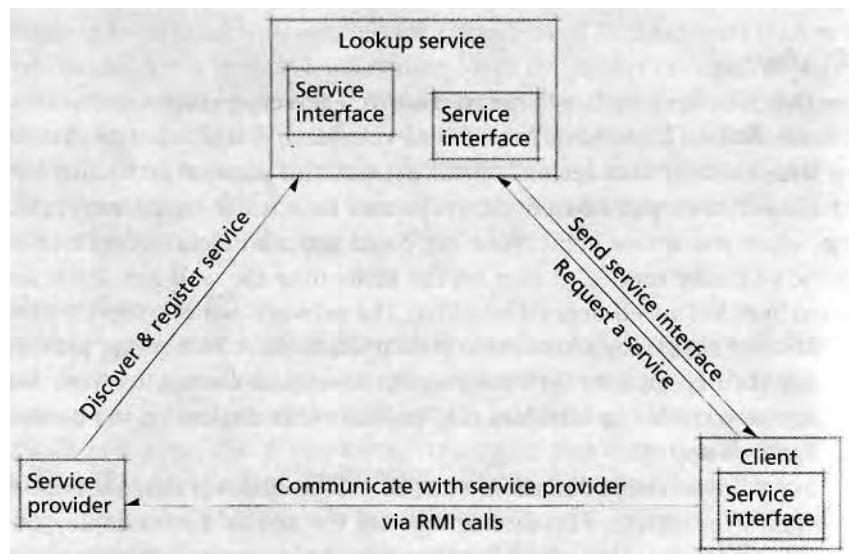 Lookup service
Service
interface
Service
interface
Discover & register service
Send service interface
Request a service
Service
provider
Communicate with service provider
via RMI calls
Client
Service
interface